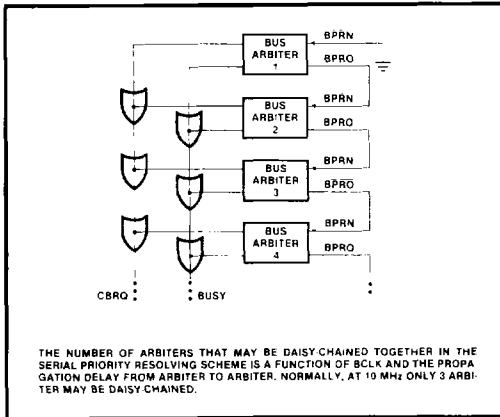 BUS
ARBITER
1
BPRN
BPRO
BUS
ARBITER
2
BPRN
BPRO
BUS
ARBITER
3
BPRN
BPRO
BUS
ARBITER
4
BPRN
BPRO
CBRQ
BUSY
THE NUMBER OF ARBITERS THAT MAY BE DAISY-CHAINED TOGETHER IN THE
SERIAL PRIORITY RESOLVING SCHEME IS A FUNCTION OF BCLK AND THE PROPA
GATION DELAY FROM ARBITER TO ARBITER. NORMALLY, AT 10 MHz ONLY 3 ARBI-
TER MAY BE DAISY-CHAINED.